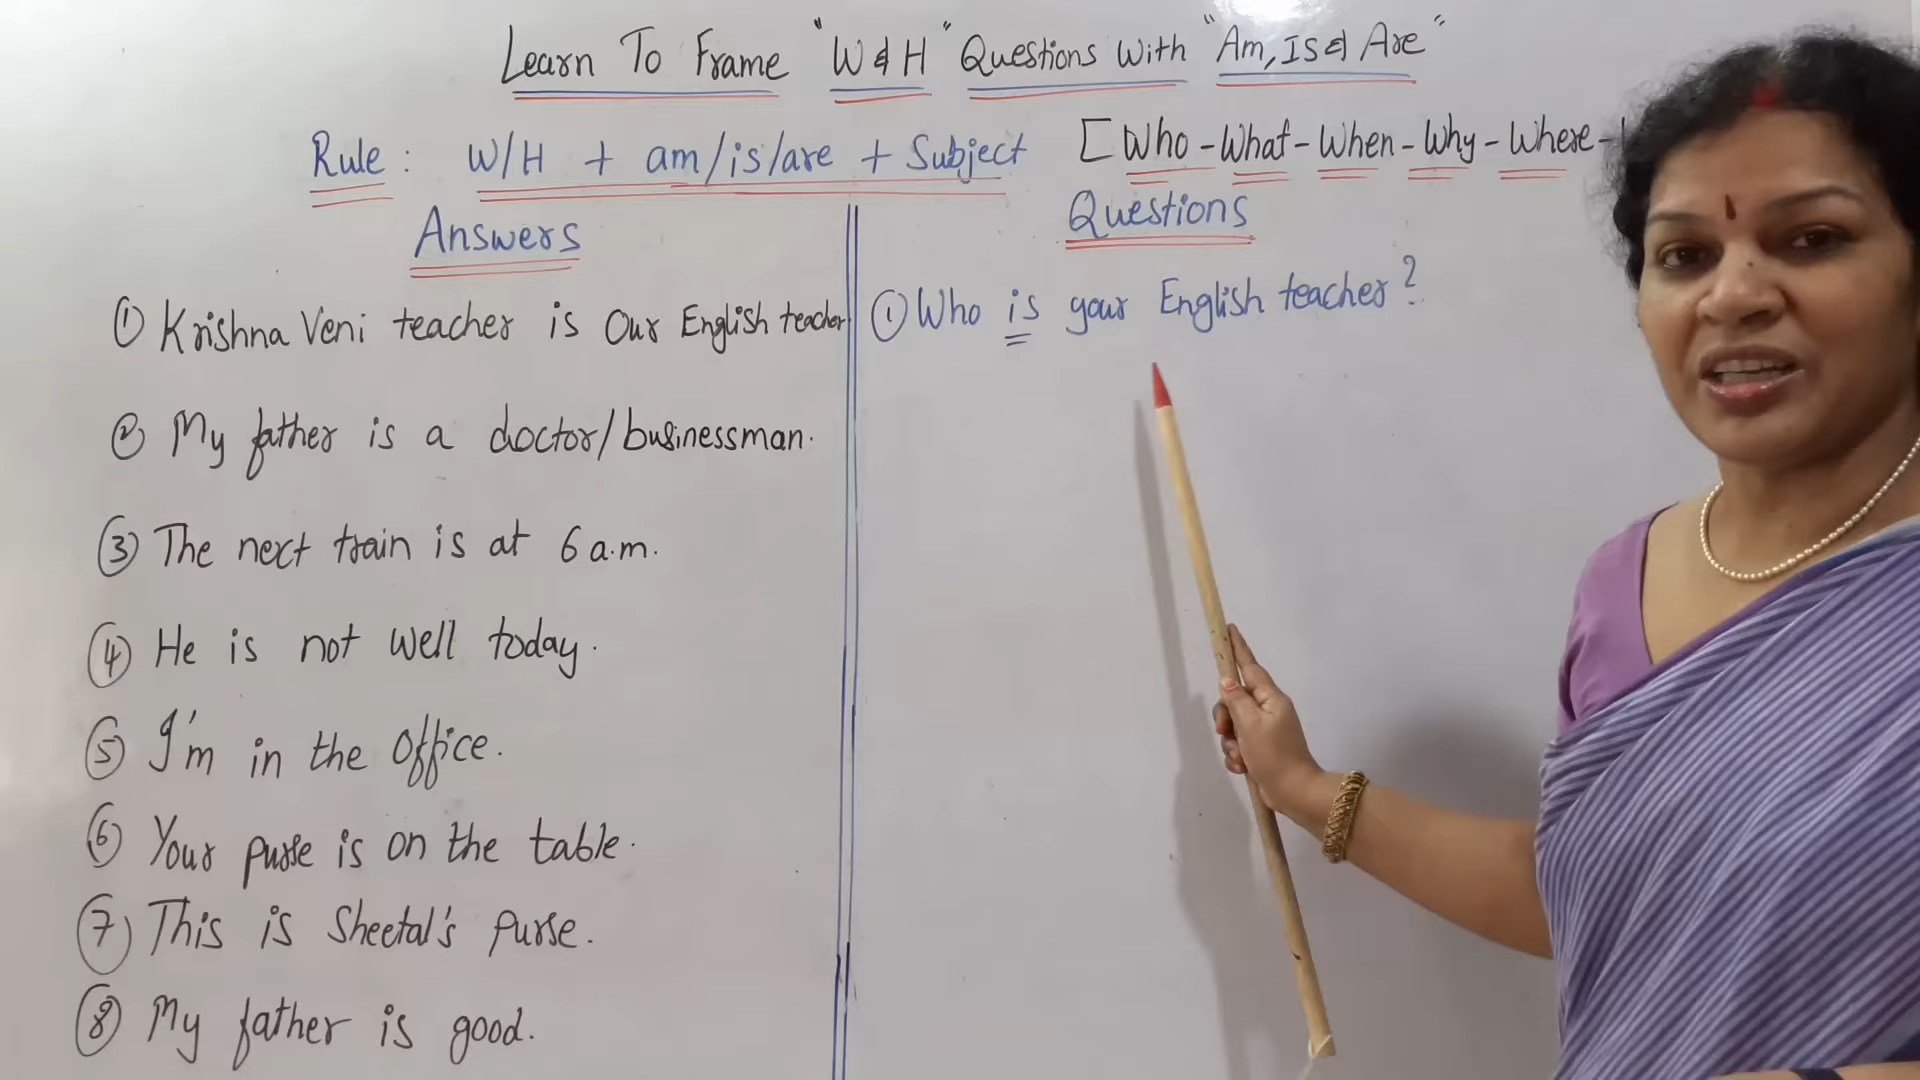 Learn To Frame "W & H" Questions With "Am, Is & Are"
Rule : W/H + am/is/are + Subject [Who - What - When - Why - Where -
Answers
Questions
① Krishna Veni teacher is Our English teacher
① Who is your English teacher?
② My father is a doctor/businessman.
③ The next train is at 6 a.m.
④ He is not well today.
⑤ I'm in the Office.
⑥ Your purse is on the table.
⑦ This is Sheetal's purse.
⑧ My father is good.